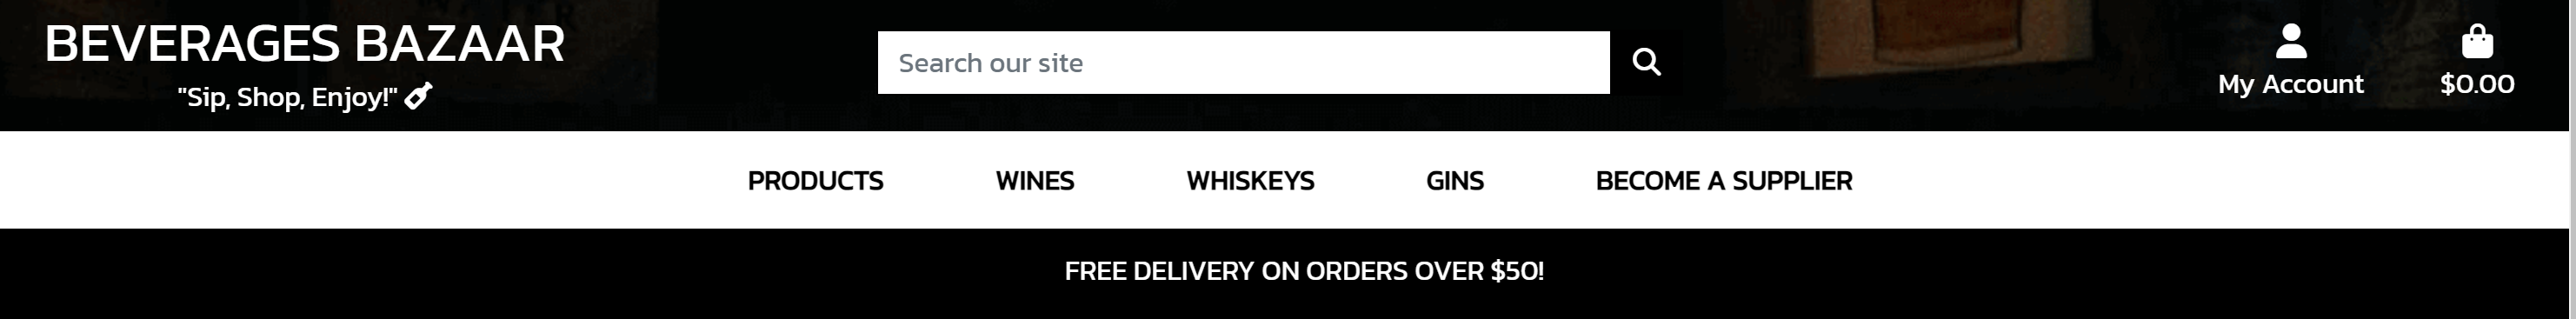 BEVERAGES BAZAAR
"Sip, Shop, Enjoy!"
Search our site
My Account
$0.00
PRODUCTS
WINES
WHISKEYS
GINS
BECOME A SUPPLIER
FREE DELIVERY ON ORDERS OVER $50!